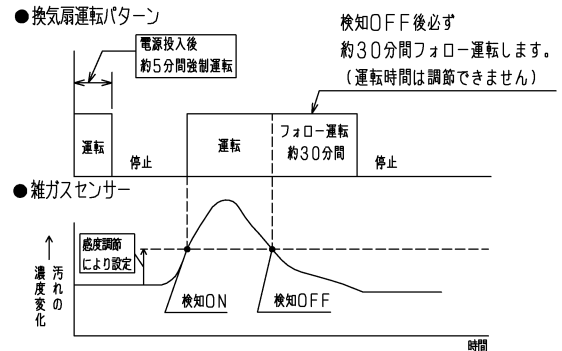 ●換気扇運転パターン
電源投入後
約5分間強制運転
検知OFF後必ず
約30分間フォロー運転します。
(運転時間は調節できません)
運転
停止
運転
フォロー運転
約30分間
停止
●雑ガスセンサー
感度調節
により設定
汚れの
濃度変化
検知ON
検知OFF
時間